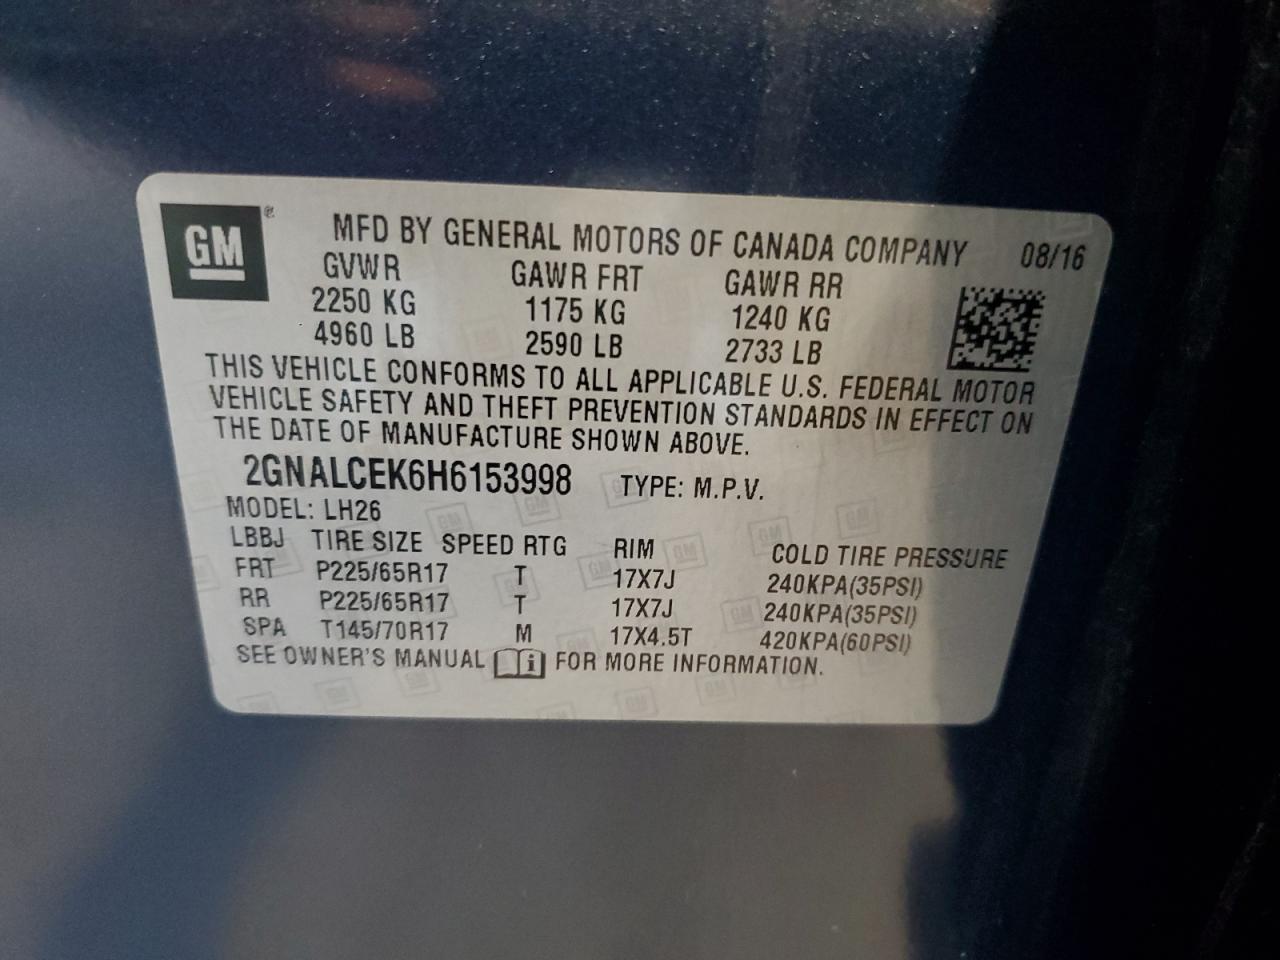 GM
MFD BY GENERAL MOTORS OF CANADA COMPANY 08/16
GVWR GAWR FRT GAWR RR
2250 KG 1175 KG 1240 KG
4960 LB 2590 LB 2733 LB
THIS VEHICLE CONFORMS TO ALL APPLICABLE U.S. FEDERAL MOTOR
VEHICLE SAFETY AND THEFT PREVENTION STANDARDS IN EFFECT ON
THE DATE OF MANUFACTURE SHOWN ABOVE.
2GNALCEK6H6153998 TYPE: M.P.V.
MODEL: LH26
LBBJ TIRE SIZE SPEED RTG RIM COLD TIRE PRESSURE
FRT P225/65R17 T 17X7J 240KPA(35PSI)
RR P225/65R17 T 17X7J 240KPA(35PSI)
SPA T145/70R17 M 17X4.5T 420KPA(60PSI)
SEE OWNER'S MANUAL FOR MORE INFORMATION.